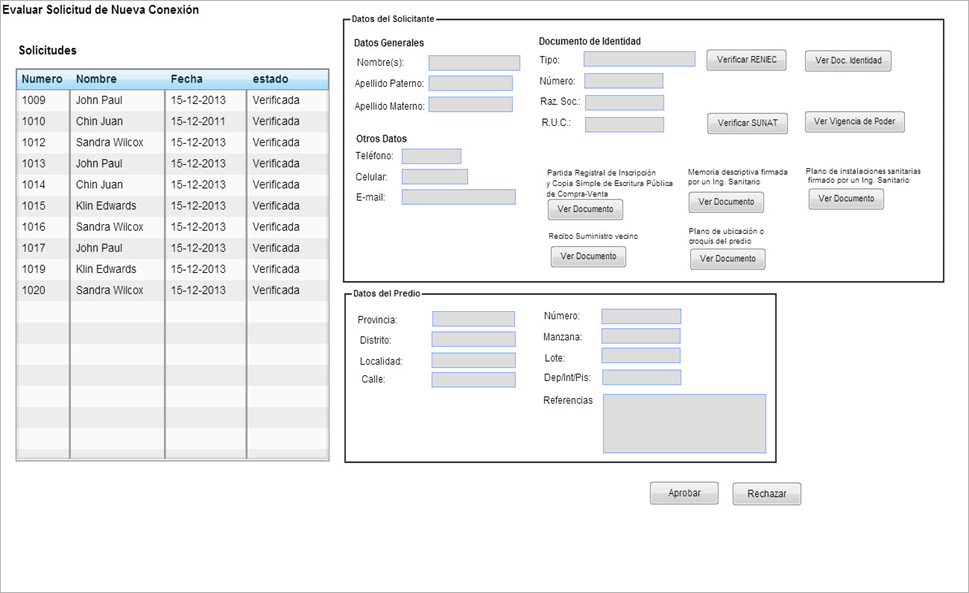 Evaluar Solicitud de Nueva Conexión
Solicitudes
Numero Nombre Fecha estado
1009 John Paul 15-12-2013 Verificada
1010 Chin Juan 15-12-2011 Verificada
1012 Sandra Wilcox 15-12-2013 Verificada
1013 John Paul 15-12-2013 Verificada
1014 Chin Juan 15-12-2013 Verificada
1015 Klin Edwards 15-12-2013 Verificada
1016 Sandra Wilcox 15-12-2013 Verificada
1017 John Paul 15-12-2013 Verificada
1019 Klin Edwards 15-12-2013 Verificada
1020 Sandra Wilcox 15-12-2013 Verificada
Datos del Solicitante
Datos Generales
Nombre(s):
Apellido Paterno:
Apellido Materno:
Otros Datos
Teléfono:
Celular:
E-mail:
Documento de Identidad
Tipo:
Número:
Raz. Soc.:
R.U.C.:
Verificar RENIEC
Ver Doc. Identidad
Verificar SUNAT
Ver Vigencia de Poder
Partida Registral de Inscripción
y Copia Simple de Escritura Pública
de Compra-Venta
Ver Documento
Memoria descriptiva firmada
por un Ing. Sanitario
Ver Documento
Plano de instalaciones sanitarias
firmado por un Ing. Sanitario
Ver Documento
Recibo Suministro vecino
Ver Documento
Plano de ubicación o
croquis del predio
Ver Documento
Datos del Predio
Provincia:
Distrito:
Localidad:
Calle:
Número:
Manzana:
Lote:
Dep/Int/Pis:
Referencias
Aprobar
Rechazar